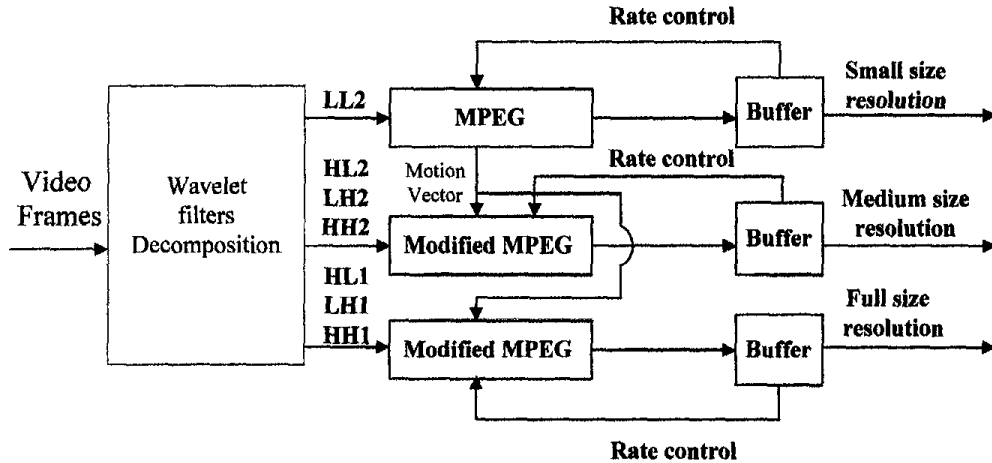 Rate control
Small size
resolution
LL2
MPEG
Buffer
Video
Frames
Wavelet
filters
Decomposition
HL2
LH2
HH2
Motion
Vector
Rate control
Medium size
resolution
Modified MPEG
Buffer
HL1
LH1
HH1
Full size
resolution
Modified MPEG
Buffer
Rate control